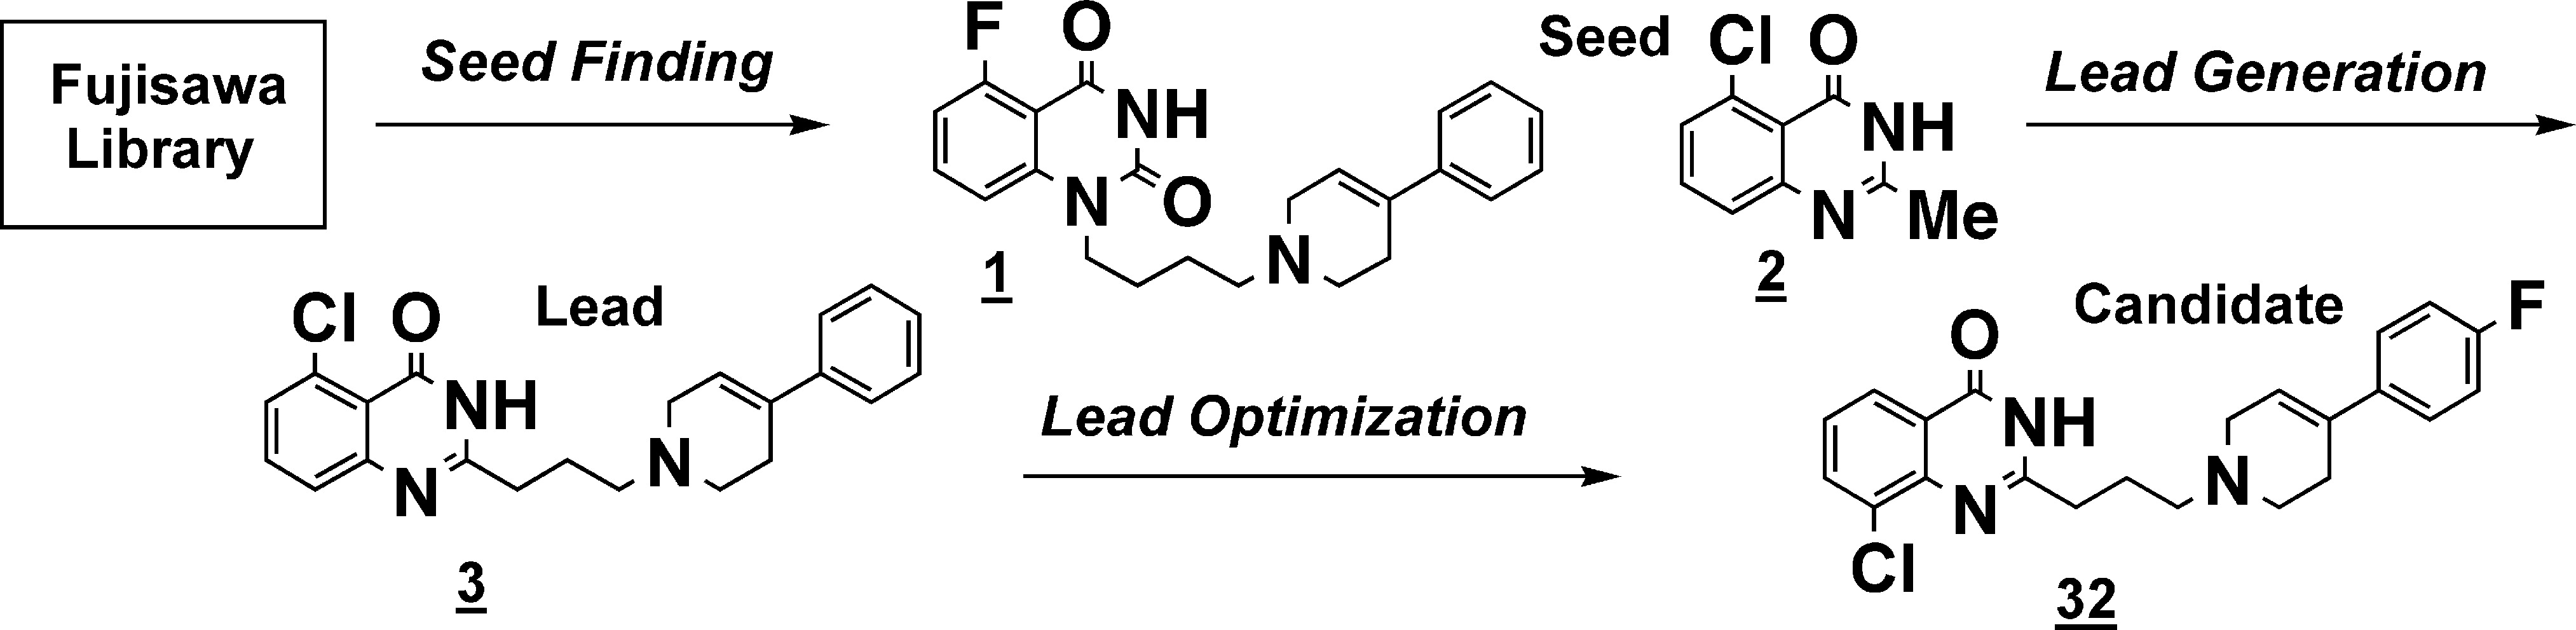 Fujisawa
Library
Seed Finding
F
O
NH
N
O
N
1
Seed
Cl
O
NH
N
Me
2
Lead Generation
Cl
O
Lead
NH
N
N
3
Lead Optimization
Candidate
F
O
NH
N
N
Cl
32